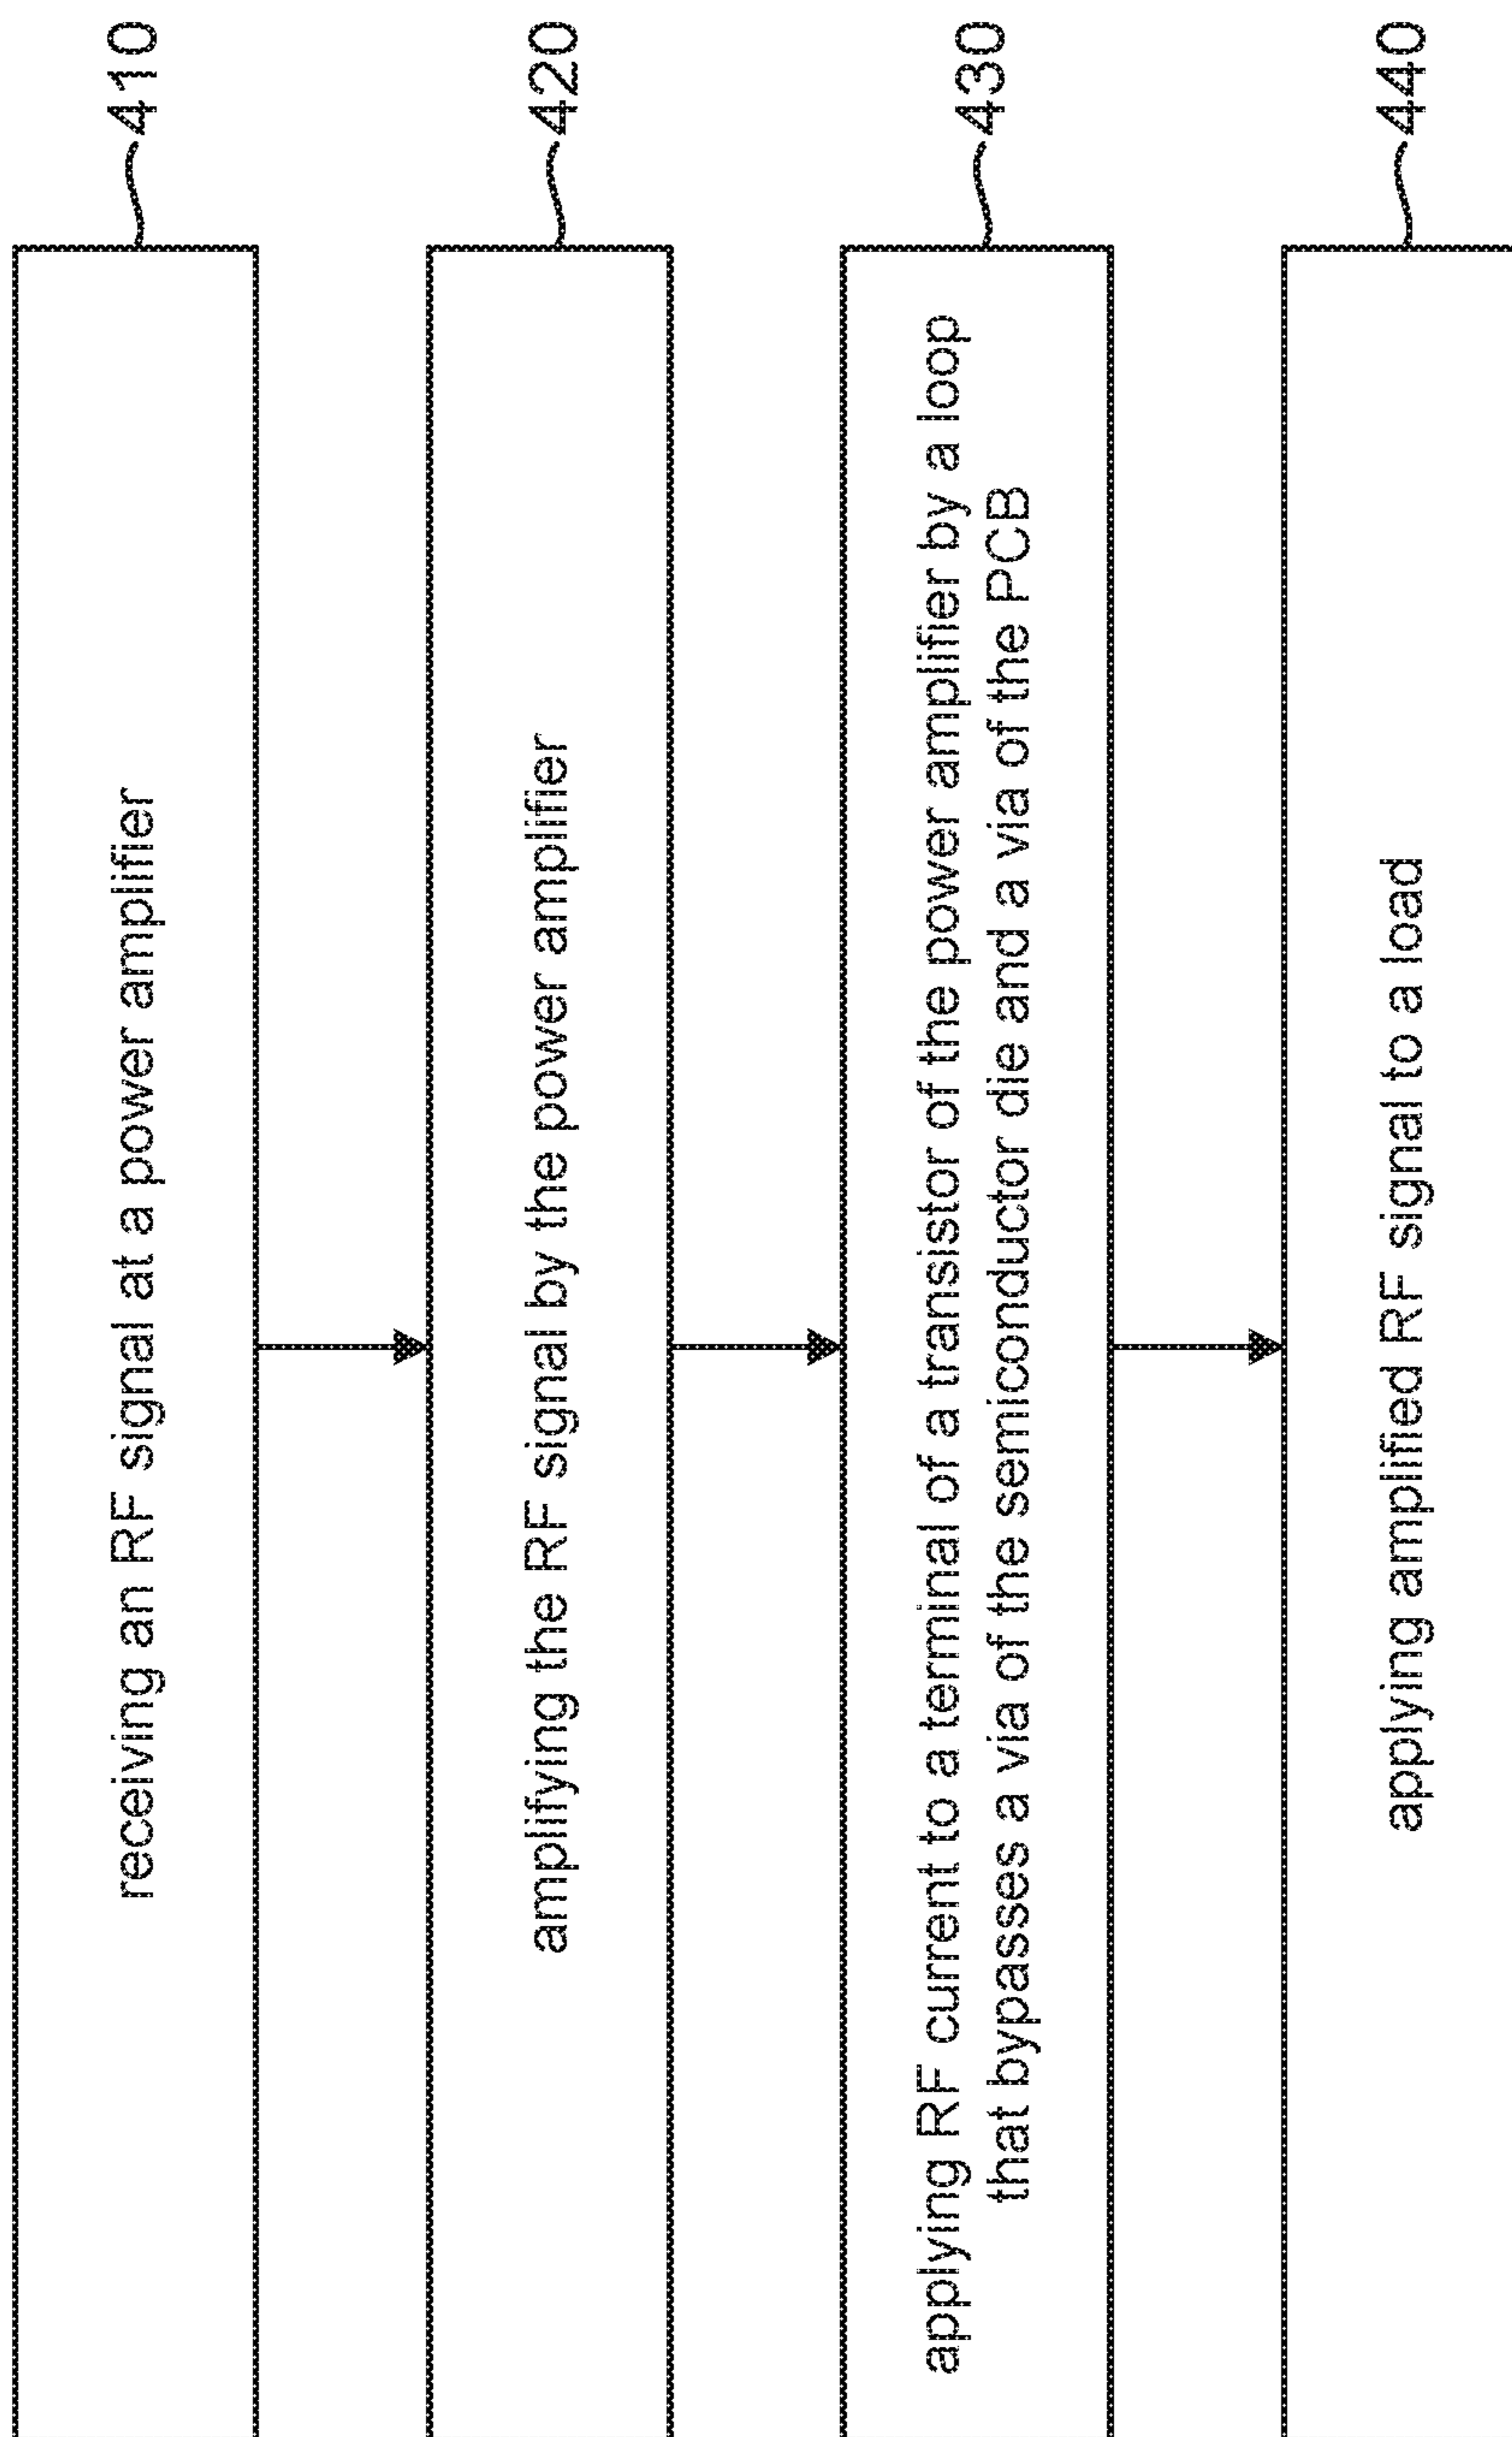 receiving an RF signal at a power amplifier
410
amplifying the RF signal by the power amplifier
420
applying RF current to a terminal of a transistor of the power amplifier by a loop
that bypasses a via of the semiconductor die and a via of the PCB
430
applying amplified RF signal to a load
440